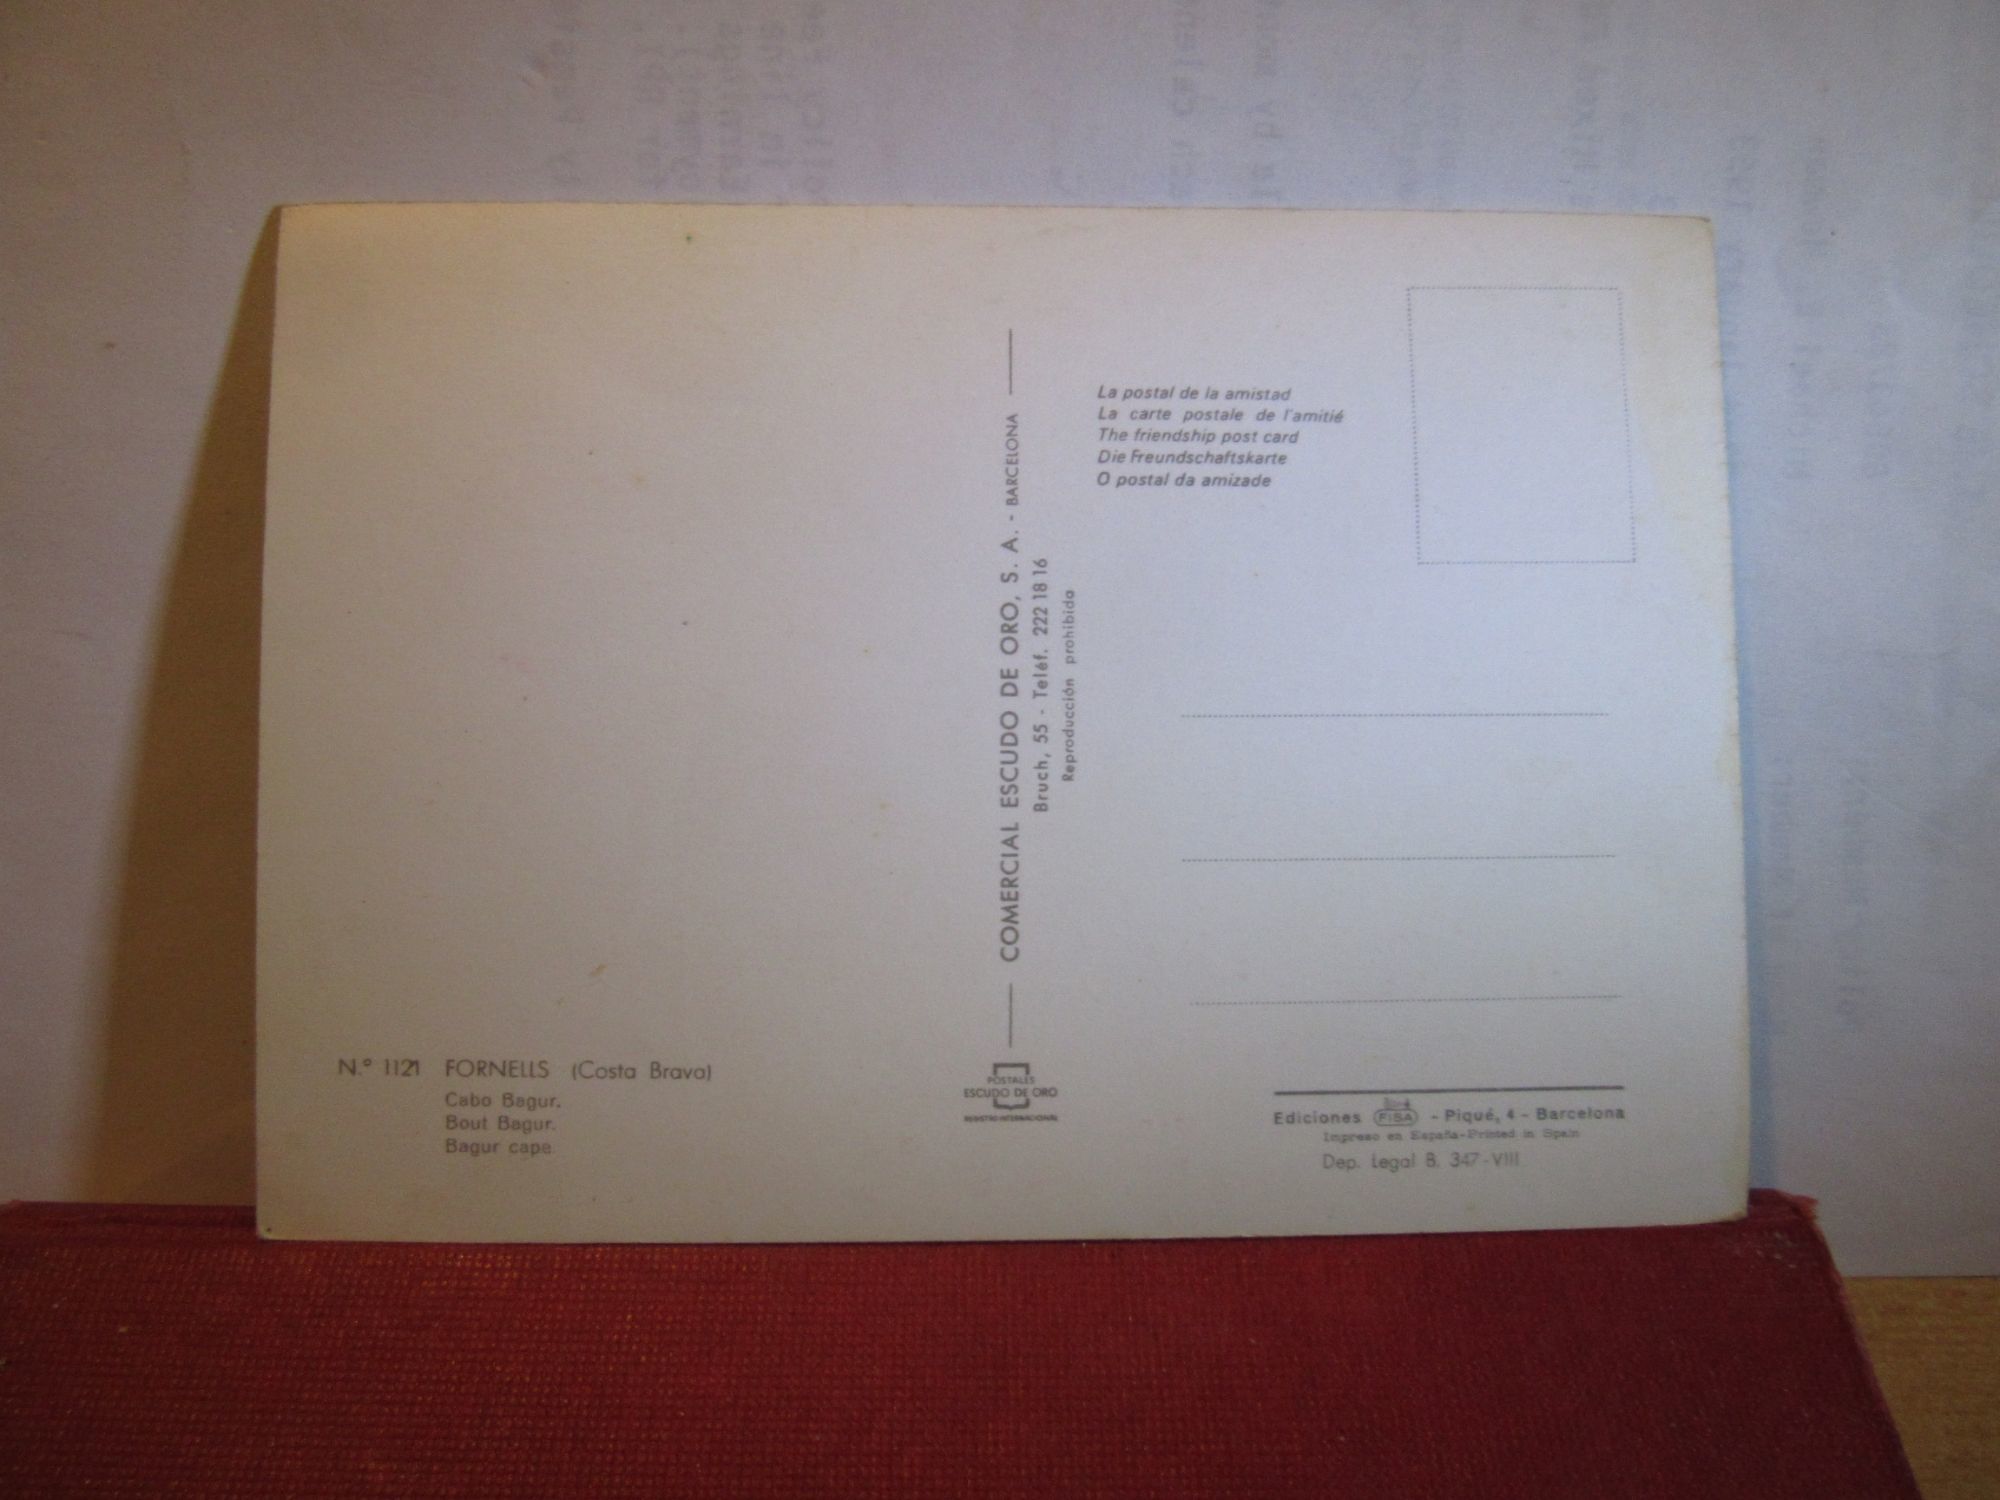 La postal de la amistad
La carte postale de l'amitié
The friendship post card
Die Freundschaftskarte
O postal da amizade
COMERCIAL ESCUDO DE ORO, S. A. - BARCELONA
Bruch, 55 - Teléf. 222 18 16
Reproducción prohibida
N.º 1121 FORNELLS (Costa Brava)
Cabo Bagur.
Bout Bagur.
Bagur cape.
POSTALES
ESCUDO DE ORO
REGISTRO INTERNACIONAL
Ediciones FISA - Piqué, 4 - Barcelona
Impreso en España-Printed in Spain
Dep. Legal B. 347-VIII